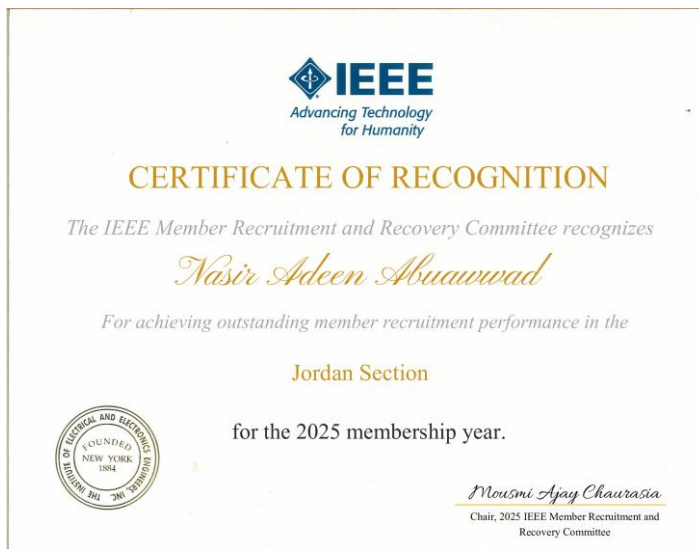 IEEE
Advancing Technology
for Humanity
CERTIFICATE OF RECOGNITION
The IEEE Member Recruitment and Recovery Committee recognizes
Nasir Adeen Abuawwad
For achieving outstanding member recruitment performance in the
Jordan Section
for the 2025 membership year.
THE INSTITUTE OF ELECTRICAL AND ELECTRONICS ENGINEERS, INC.
FOUNDED
NEW YORK
1884
Mousmi Ajay Chaurasia
Chair, 2025 IEEE Member Recruitment and
Recovery Committee